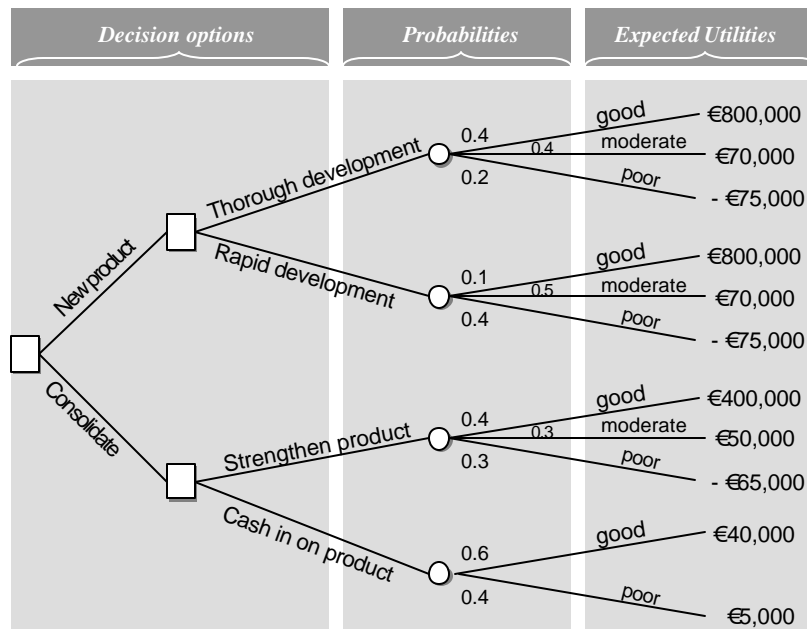 Decision options
Probabilities
Expected Utilities
New product
Consolidate
Thorough development
0.4
0.4
0.2
good
€800,000
moderate
€70,000
poor
- €75,000
Rapid development
0.1
0.5
0.4
good
€800,000
moderate
€70,000
poor
- €75,000
Strengthen product
0.4
0.3
0.3
good
€400,000
moderate
€50,000
poor
- €65,000
Cash in on product
0.6
0.4
good
€40,000
poor
€5,000